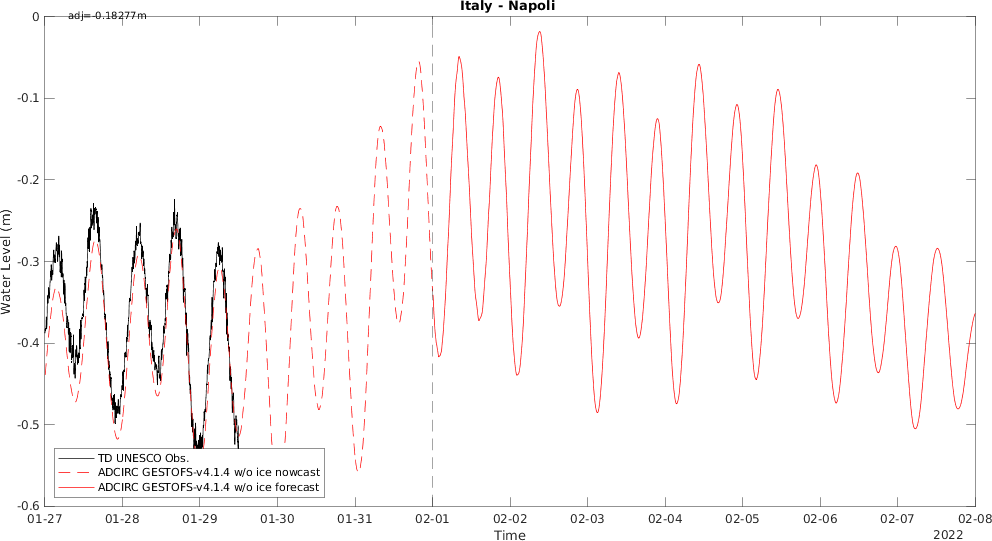 Italy - Napoli
adj=-0.18277m
0
-0.1
-0.2
-0.3
-0.4
-0.5
-0.6
Water Level (m)
TD UNESCO Obs.
ADCIRC GESTOFS-v4.1.4 w/o ice nowcast
ADCIRC GESTOFS-v4.1.4 w/o ice forecast
01-27 01-28 01-29 01-30 01-31 02-01 02-02 02-03 02-04 02-05 02-06 02-07 02-08
Time
2022